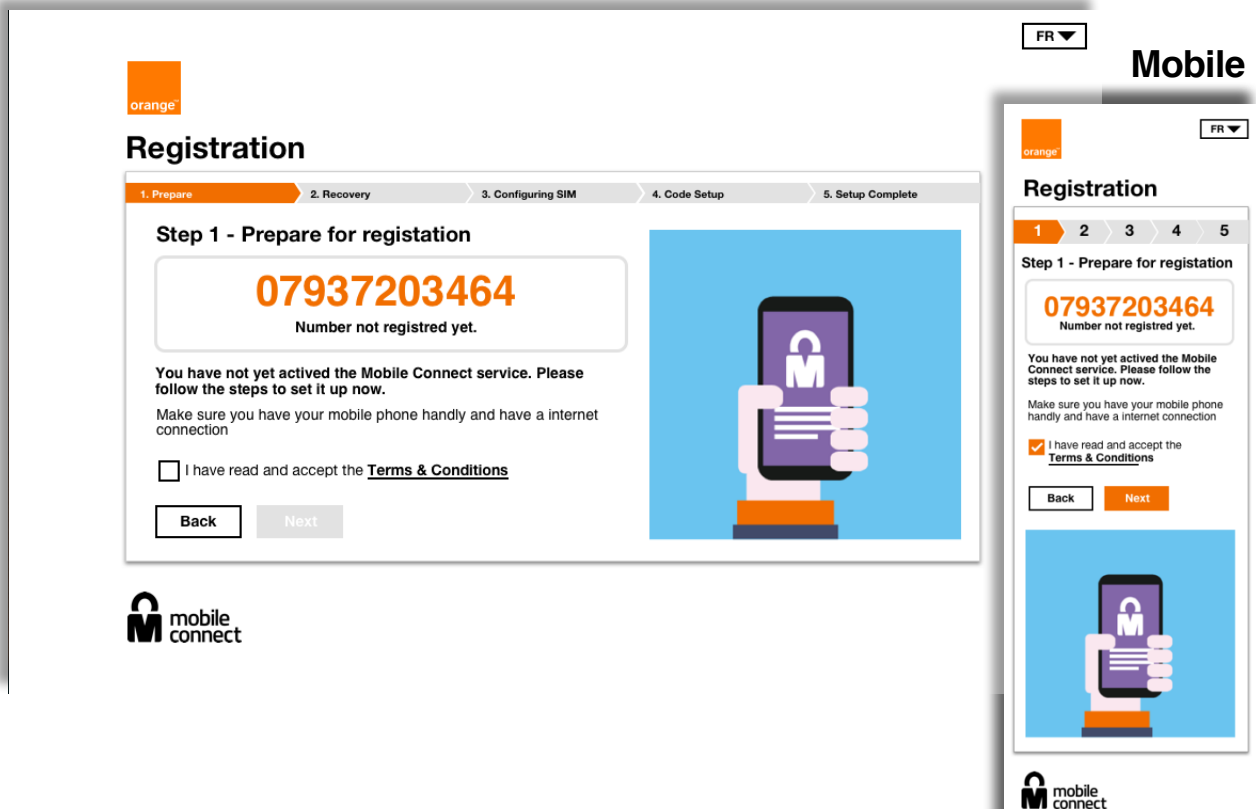 FR
orange™
Registration
1. Prepare
2. Recovery
3. Configuring SIM
4. Code Setup
5. Setup Complete
Step 1 - Prepare for registation
07937203464
Number not registred yet.
You have not yet actived the Mobile Connect service. Please
follow the steps to set it up now.
Make sure you have your mobile phone handly and have a internet
connection
I have read and accept the Terms & Conditions
Back
Next
mobile
connect
Mobile
orange™
FR
Registration
1
2
3
4
5
Step 1 - Prepare for registation
07937203464
Number not registred yet.
You have not yet actived the Mobile
Connect service. Please follow the
steps to set it up now.
Make sure you have your mobile phone
handly and have a internet connection
I have read and accept the
Terms & Conditions
Back
Next
mobile
connect